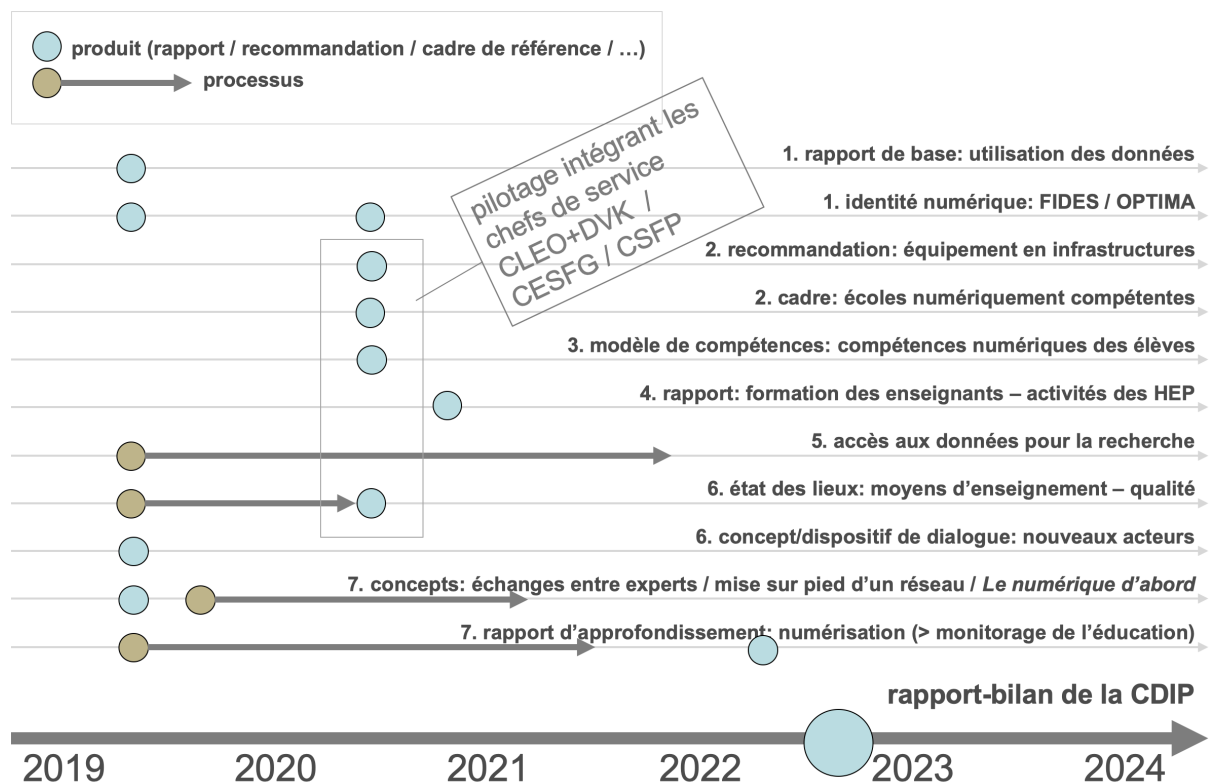 produit (rapport / recommandation / cadre de référence / …)
processus
pilotage intégrant les
chefs de service
CLEO+DVK /
CESFG / CSFP
1. rapport de base: utilisation des données
1. identité numérique: FIDES / OPTIMA
2. recommandation: équipement en infrastructures
2. cadre: écoles numériquement compétentes
3. modèle de compétences: compétences numériques des élèves
4. rapport: formation des enseignants – activités des HEP
5. accès aux données pour la recherche
6. état des lieux: moyens d’enseignement – qualité
6. concept/dispositif de dialogue: nouveaux acteurs
7. concepts: échanges entre experts / mise sur pied d’un réseau / Le numérique d’abord
7. rapport d’approfondissement: numérisation (> monitorage de l’éducation)
rapport-bilan de la CDIP
2019 2020 2021 2022 2023 2024